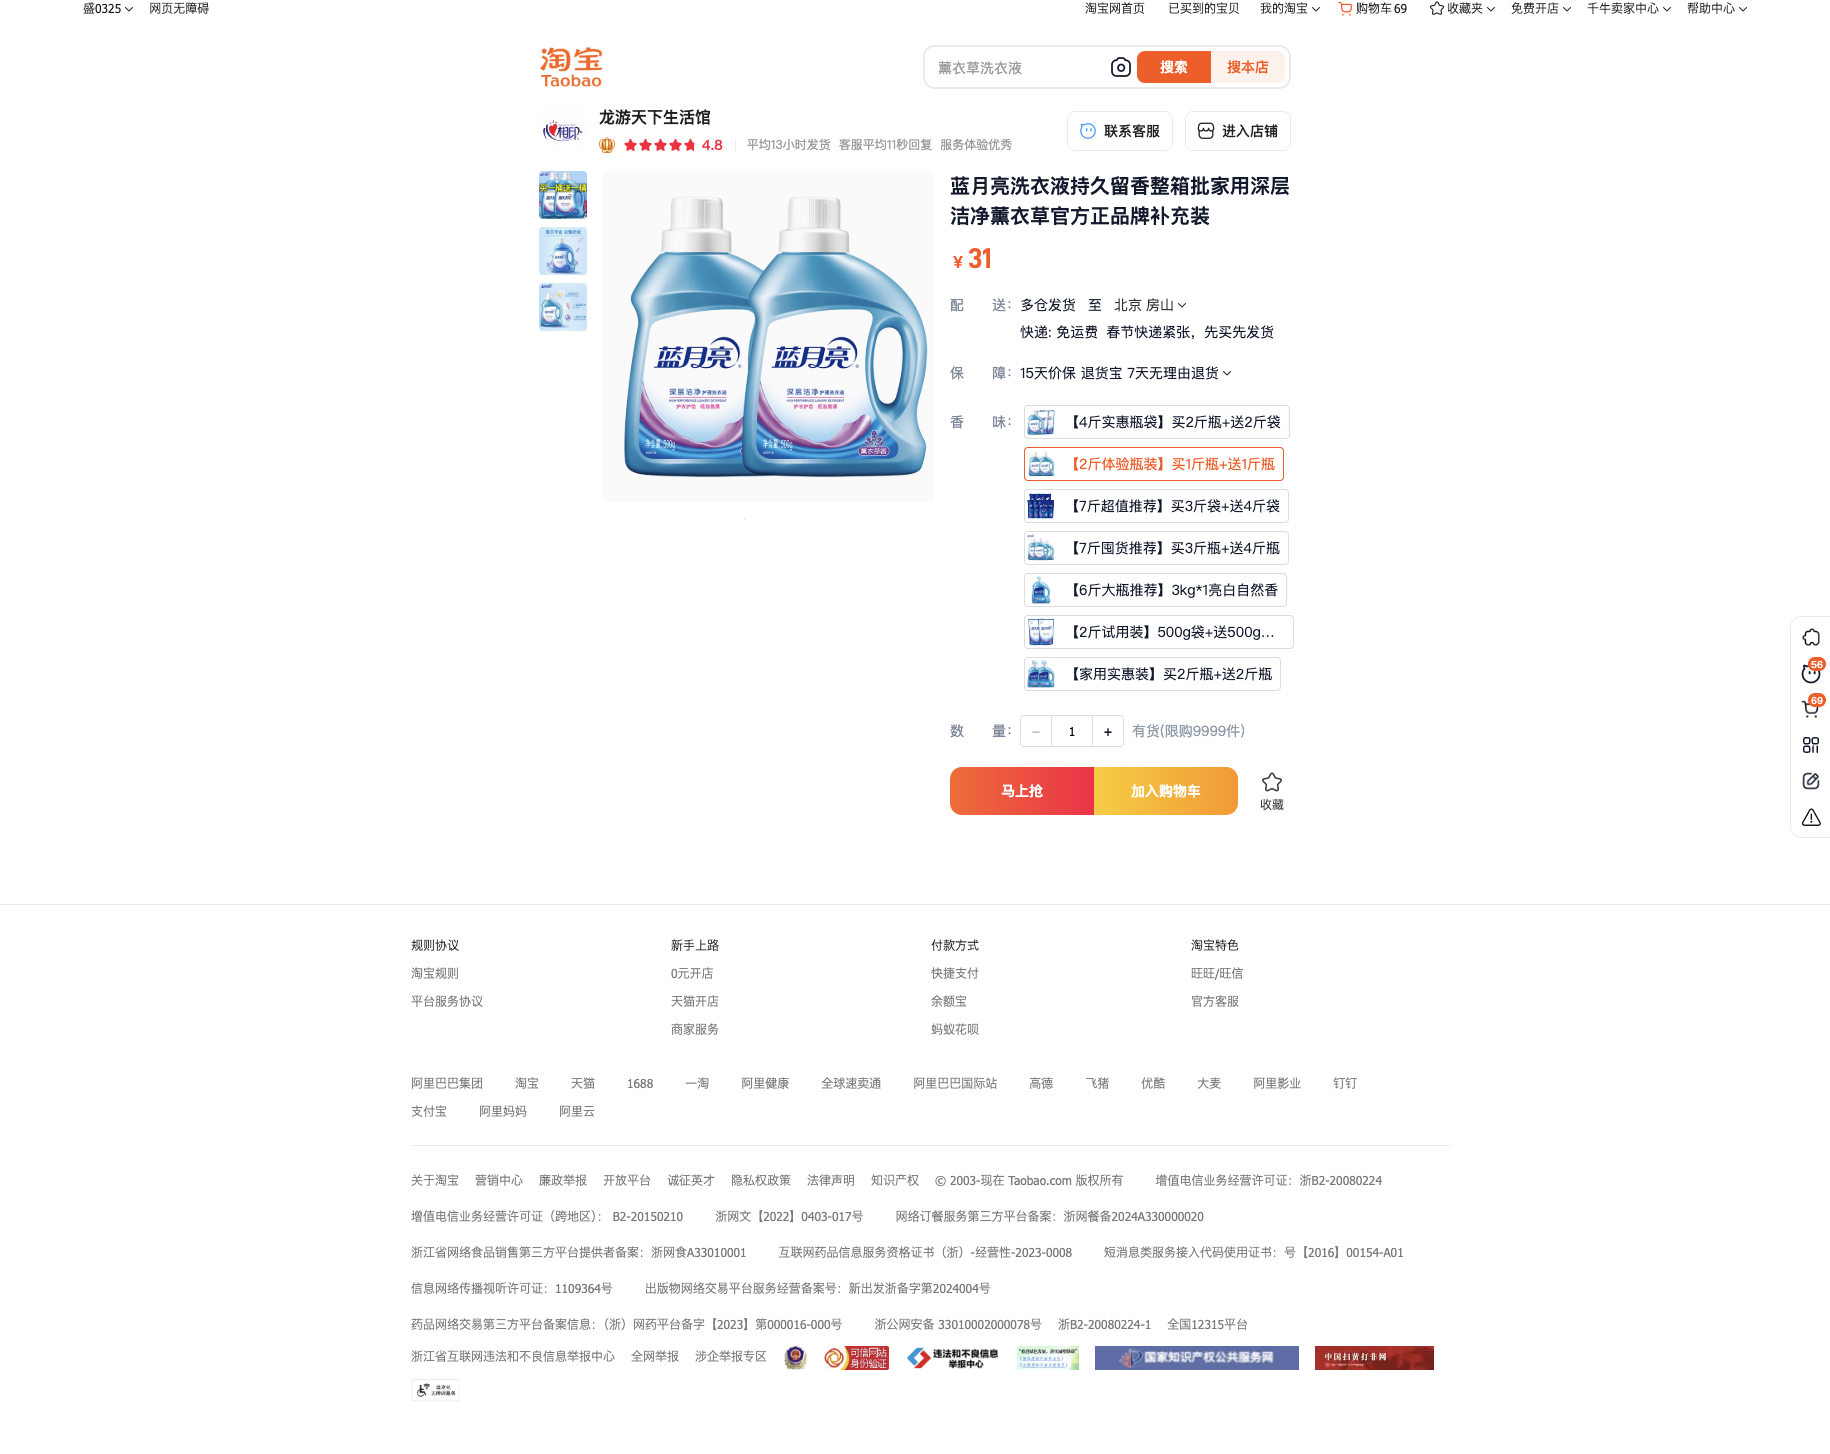 盛0325 网页无障碍 淘宝网首页 已买到的宝贝 我的淘宝 购物车 69 收藏夹 免费开店 千牛卖家中心 帮助中心
淘宝
Taobao
薰衣草洗衣液 搜索 搜本店
心相印
龙游天下生活馆
4.8 平均13小时发货 客服平均11秒回复 服务体验优秀
联系客服 进入店铺
蓝月亮
深层洁净 护理洗衣液
净含量 500g
薰衣草香
蓝月亮
深层洁净 护理洗衣液
净含量 500g
蓝月亮洗衣液持久留香整箱批家用深层
洁净薰衣草官方正品牌补充装
¥ 31
配 送： 多仓发货 至 北京 房山
快递: 免运费 春节快递紧张，先买先发货
保 障： 15天价保 退货宝 7天无理由退货
香 味： 【4斤实惠瓶袋】买2斤瓶+送2斤袋
【2斤体验瓶装】买1斤瓶+送1斤瓶
【7斤超值推荐】买3斤袋+送4斤袋
【7斤囤货推荐】买3斤瓶+送4斤瓶
【6斤大瓶推荐】3kg*1亮白自然香
【2斤试用装】500g袋+送500g...
【家用实惠装】买2斤瓶+送2斤瓶
数 量： － 1 + 有货(限购9999件)
马上抢 加入购物车 收藏
56
69
规则协议 新手上路 付款方式 淘宝特色
淘宝规则 0元开店 快捷支付 旺旺/旺信
平台服务协议 天猫开店 余额宝 官方客服
商家服务 蚂蚁花呗
阿里巴巴集团 淘宝 天猫 1688 一淘 阿里健康 全球速卖通 阿里巴巴国际站 高德 飞猪 优酷 大麦 阿里影业 钉钉
支付宝 阿里妈妈 阿里云
关于淘宝 营销中心 廉政举报 开放平台 诚征英才 隐私权政策 法律声明 知识产权 © 2003-现在 Taobao.com 版权所有 增值电信业务经营许可证：浙B2-20080224
增值电信业务经营许可证（跨地区）： B2-20150210 浙网文【2022】0403-017号 网络订餐服务第三方平台备案：浙网餐备2024A330000020
浙江省网络食品销售第三方平台提供者备案：浙网食A33010001 互联网药品信息服务资格证书（浙）-经营性-2023-0008 短消息类服务接入代码使用证书：号【2016】00154-A01
信息网络传播视听许可证：1109364号 出版物网络交易平台服务经营备案号：新出发浙备字第2024004号
药品网络交易第三方平台备案信息：（浙）网药平台备字【2023】第000016-000号 浙公网安备 33010002000078号 浙B2-20080224-1 全国12315平台
浙江省互联网违法和不良信息举报中心 全网举报 涉企举报专区 可信网站 身份验证 违法和不良信息 举报中心 国家知识产权公共服务网 中国扫黄打非网